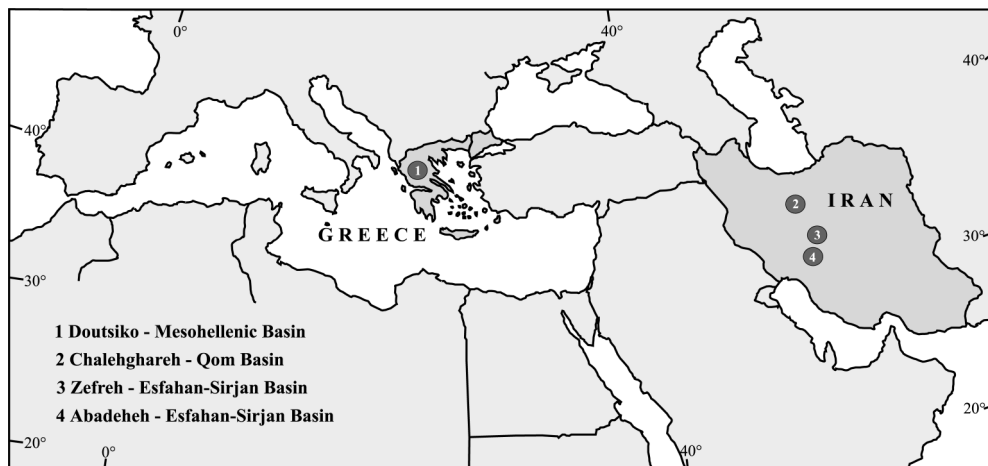 0°
40°
40°
40°
1
2
IRAN
GREECE
3
30°
4
30°
1 Doutsiko - Mesohellenic Basin
2 Chalehghareh - Qom Basin
3 Zefreh - Esfahan-Sirjan Basin
4 Abadeheh - Esfahan-Sirjan Basin
20°
20°
0°
40°